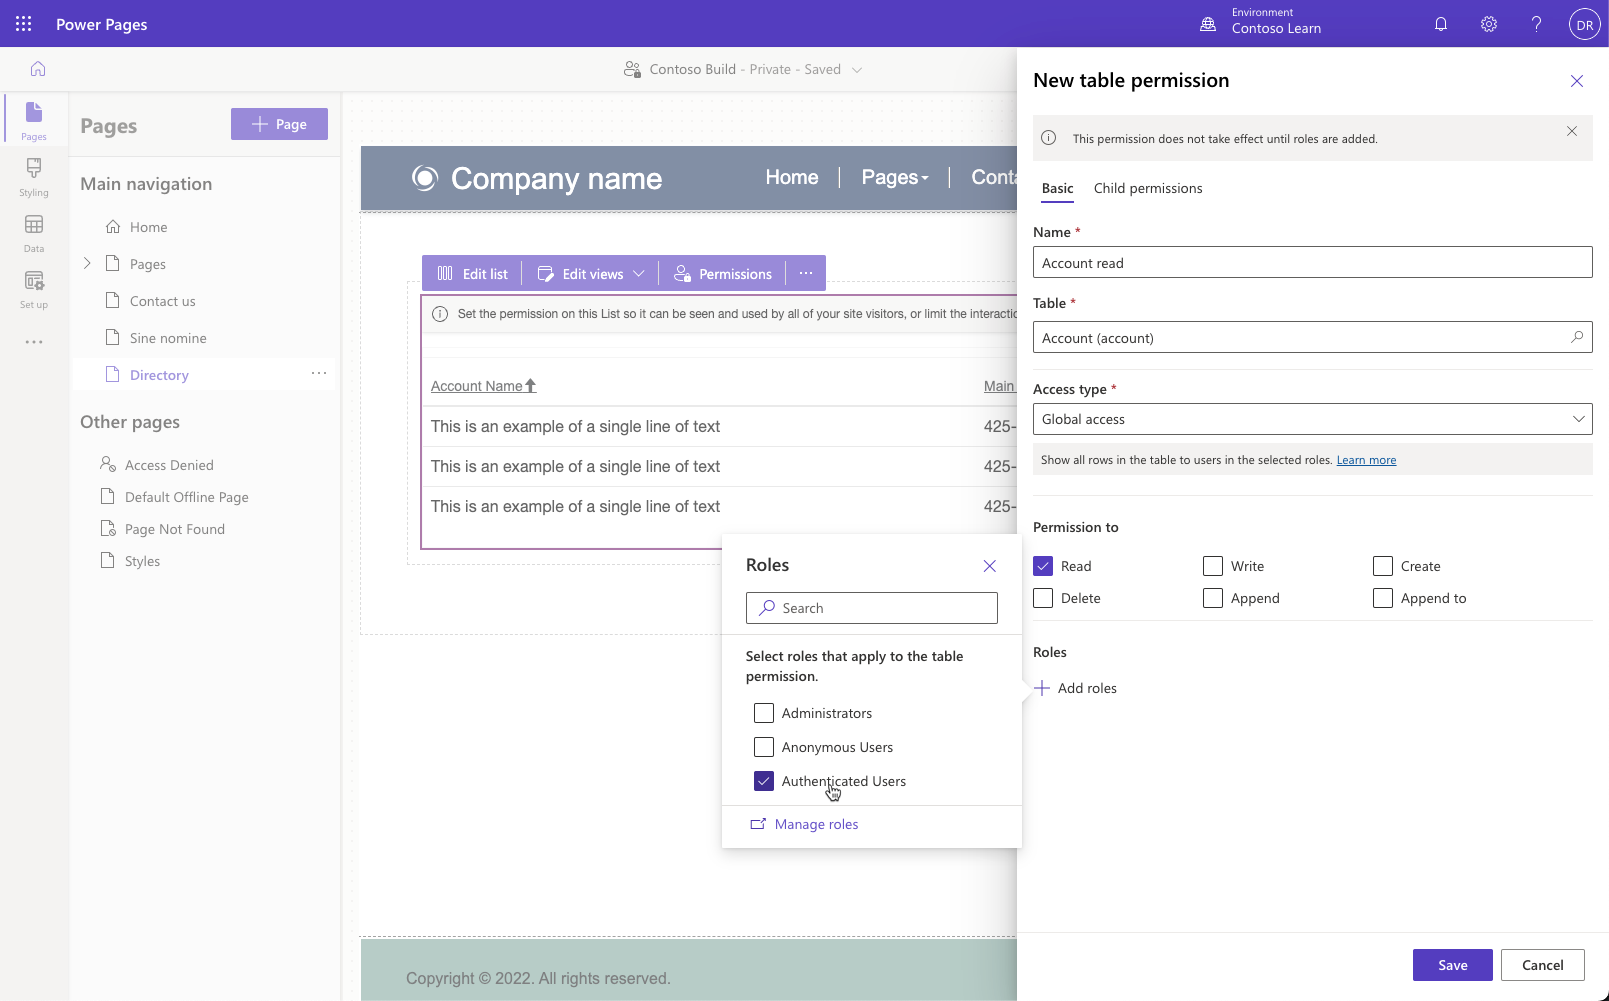 Power Pages
Environment
Contoso Learn
DR
Contoso Build - Private - Saved
Pages
Styling
Data
Set up
Pages
Page
Main navigation
Home
Pages
Contact us
Sine nomine
Directory
Other pages
Access Denied
Default Offline Page
Page Not Found
Styles
Company name
Home
Pages
Conta
Edit list
Edit views
Permissions
Set the permission on this List so it can be seen and used by all of your site visitors, or limit the interactio
Account Name
Main
This is an example of a single line of text
425-
This is an example of a single line of text
425-
This is an example of a single line of text
425-
Copyright © 2022. All rights reserved.
Roles
Search
Select roles that apply to the table
permission.
Administrators
Anonymous Users
Authenticated Users
Manage roles
New table permission
This permission does not take effect until roles are added.
Basic
Child permissions
Name *
Account read
Table *
Account (account)
Access type *
Global access
Show all rows in the table to users in the selected roles. Learn more
Permission to
Read
Write
Create
Delete
Append
Append to
Roles
Add roles
Save
Cancel